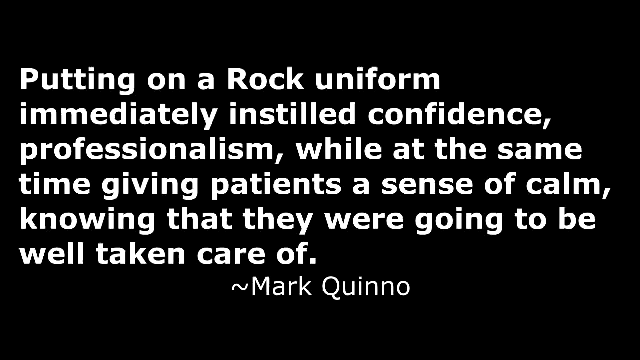 Putting on a Rock uniform
immediately instilled confidence,
professionalism, while at the same
time giving patients a sense of calm,
knowing that they were going to be
well taken care of.
~Mark Quinno